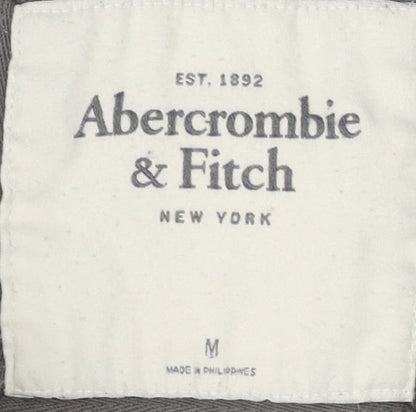 EST. 1892
Abercrombie
& Fitch
NEW YORK
M
MADE IN PHILIPPINES